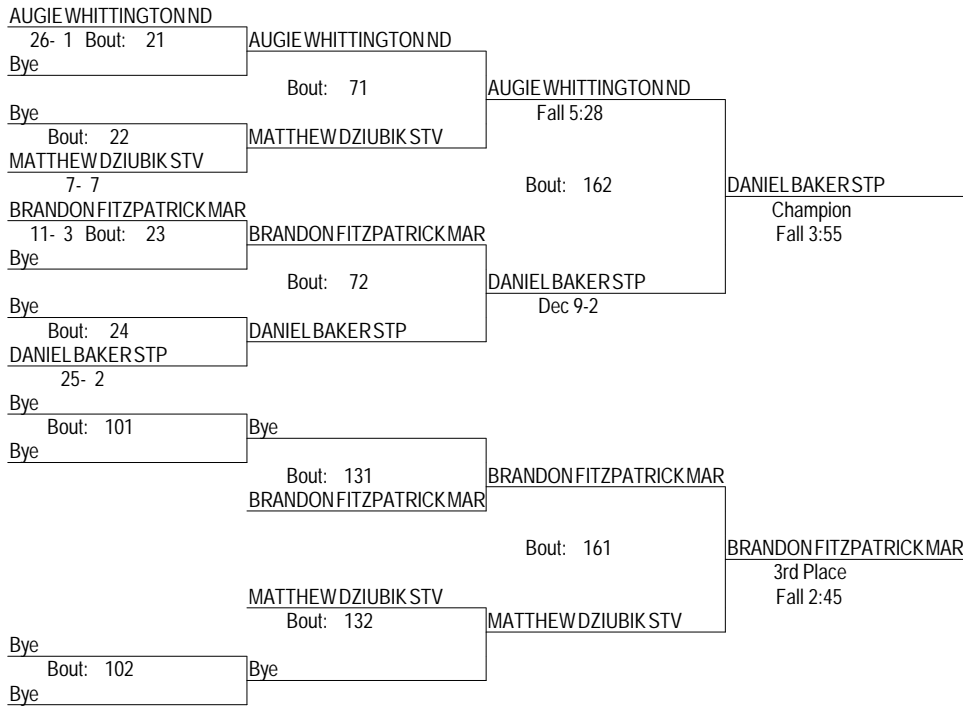 AUGIE WHITTINGTON ND
26- 1 Bout: 21 AUGIE WHITTINGTON ND
Bye
Bout: 71 AUGIE WHITTINGTON ND
Bye Fall 5:28
Bout: 22 MATTHEW DZIUBIK STV
MATTHEW DZIUBIK STV
7- 7 Bout: 162 DANIEL BAKER STP
BRANDON FITZPATRICK MAR Champion
11- 3 Bout: 23 BRANDON FITZPATRICK MAR Fall 3:55
Bye
Bout: 72 DANIEL BAKER STP
Bye Dec 9-2
Bout: 24 DANIEL BAKER STP
DANIEL BAKER STP
25- 2
Bye
Bout: 101 Bye
Bye
Bout: 131 BRANDON FITZPATRICK MAR
BRANDON FITZPATRICK MAR
Bout: 161 BRANDON FITZPATRICK MAR
3rd Place
MATTHEW DZIUBIK STV Fall 2:45
Bout: 132 MATTHEW DZIUBIK STV
Bye
Bout: 102 Bye
Bye